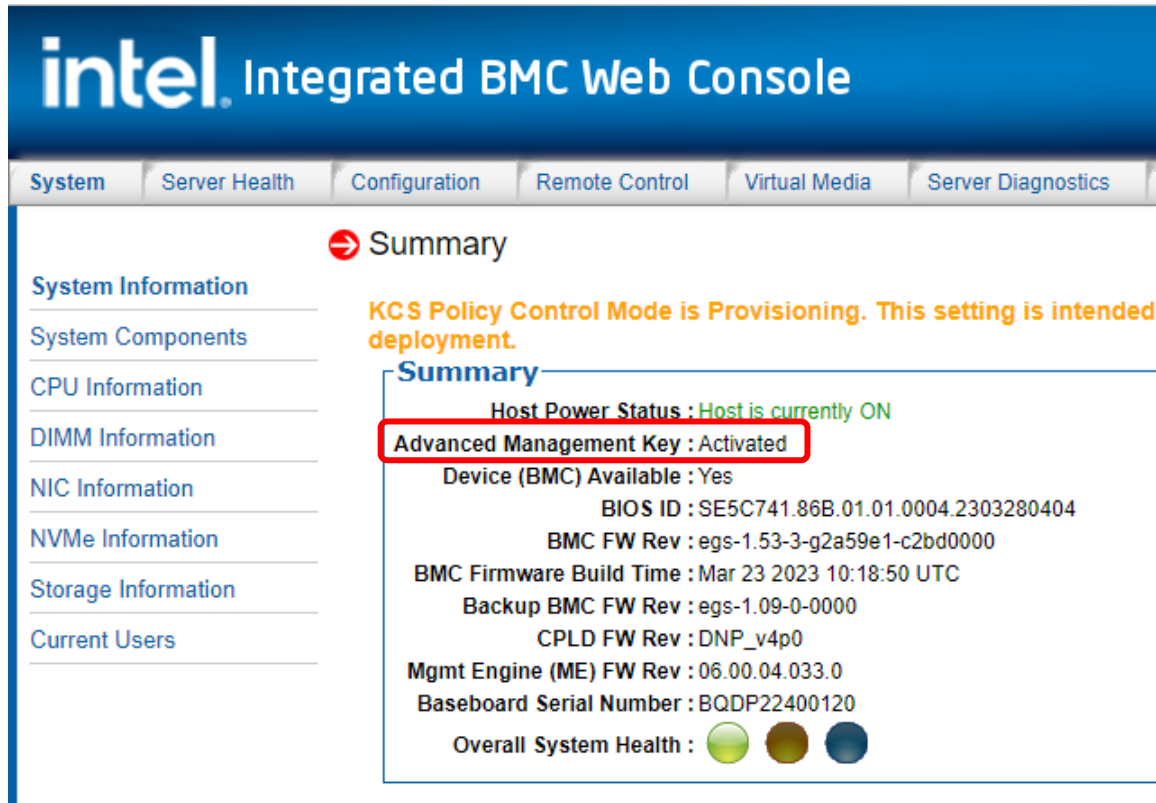 intel. Integrated BMC Web Console
System Server Health Configuration Remote Control Virtual Media Server Diagnostics
Summary
System Information
System Components
CPU Information
DIMM Information
NIC Information
NVMe Information
Storage Information
Current Users
KCS Policy Control Mode is Provisioning. This setting is intended
deployment.
Summary
Host Power Status : Host is currently ON
Advanced Management Key : Activated
Device (BMC) Available : Yes
BIOS ID : SE5C741.86B.01.01.0004.2303280404
BMC FW Rev : egs-1.53-3-g2a59e1-c2bd0000
BMC Firmware Build Time : Mar 23 2023 10:18:50 UTC
Backup BMC FW Rev : egs-1.09-0-0000
CPLD FW Rev : DNP_v4p0
Mgmt Engine (ME) FW Rev : 06.00.04.033.0
Baseboard Serial Number : BQDP22400120
Overall System Health :